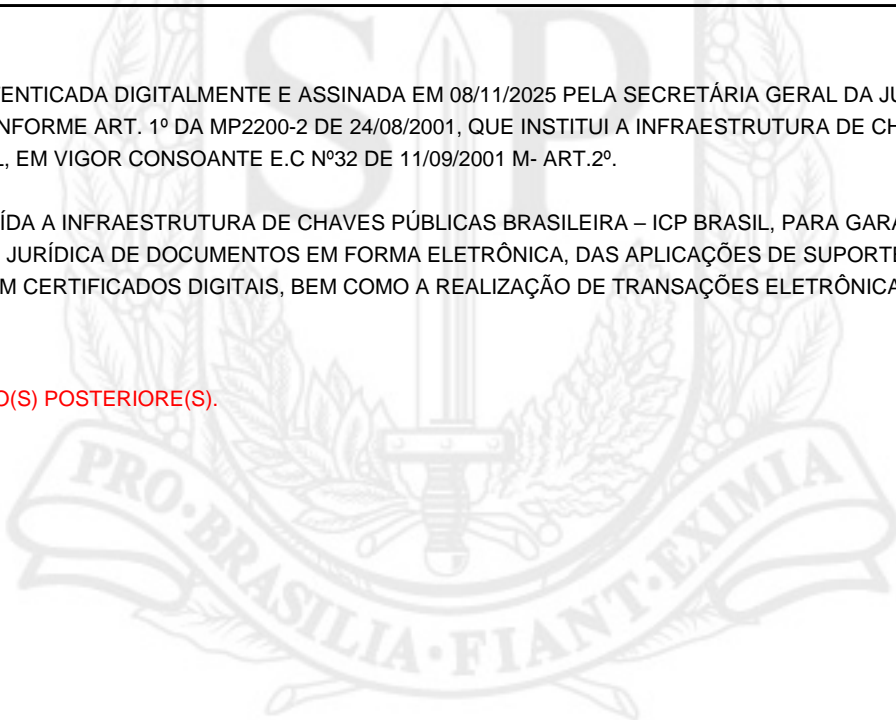 ENTICADA DIGITALMENTE E ASSINADA EM 08/11/2025 PELA SECRETÁRIA GERAL DA JU
NFORME ART. 1º DA MP2200-2 DE 24/08/2001, QUE INSTITUI A INFRAESTRUTURA DE CH
L, EM VIGOR CONSOANTE E.C Nº32 DE 11/09/2001 M- ART.2º.
ÍDA A INFRAESTRUTURA DE CHAVES PÚBLICAS BRASILEIRA – ICP BRASIL, PARA GARA
JURÍDICA DE DOCUMENTOS EM FORMA ELETRÔNICA, DAS APLICAÇÕES DE SUPORTE
M CERTIFICADOS DIGITAIS, BEM COMO A REALIZAÇÃO DE TRANSAÇÕES ELETRÔNICA
O(S) POSTERIORE(S).
SP
PRO·BRASILIA·FIANT·EXIMIA